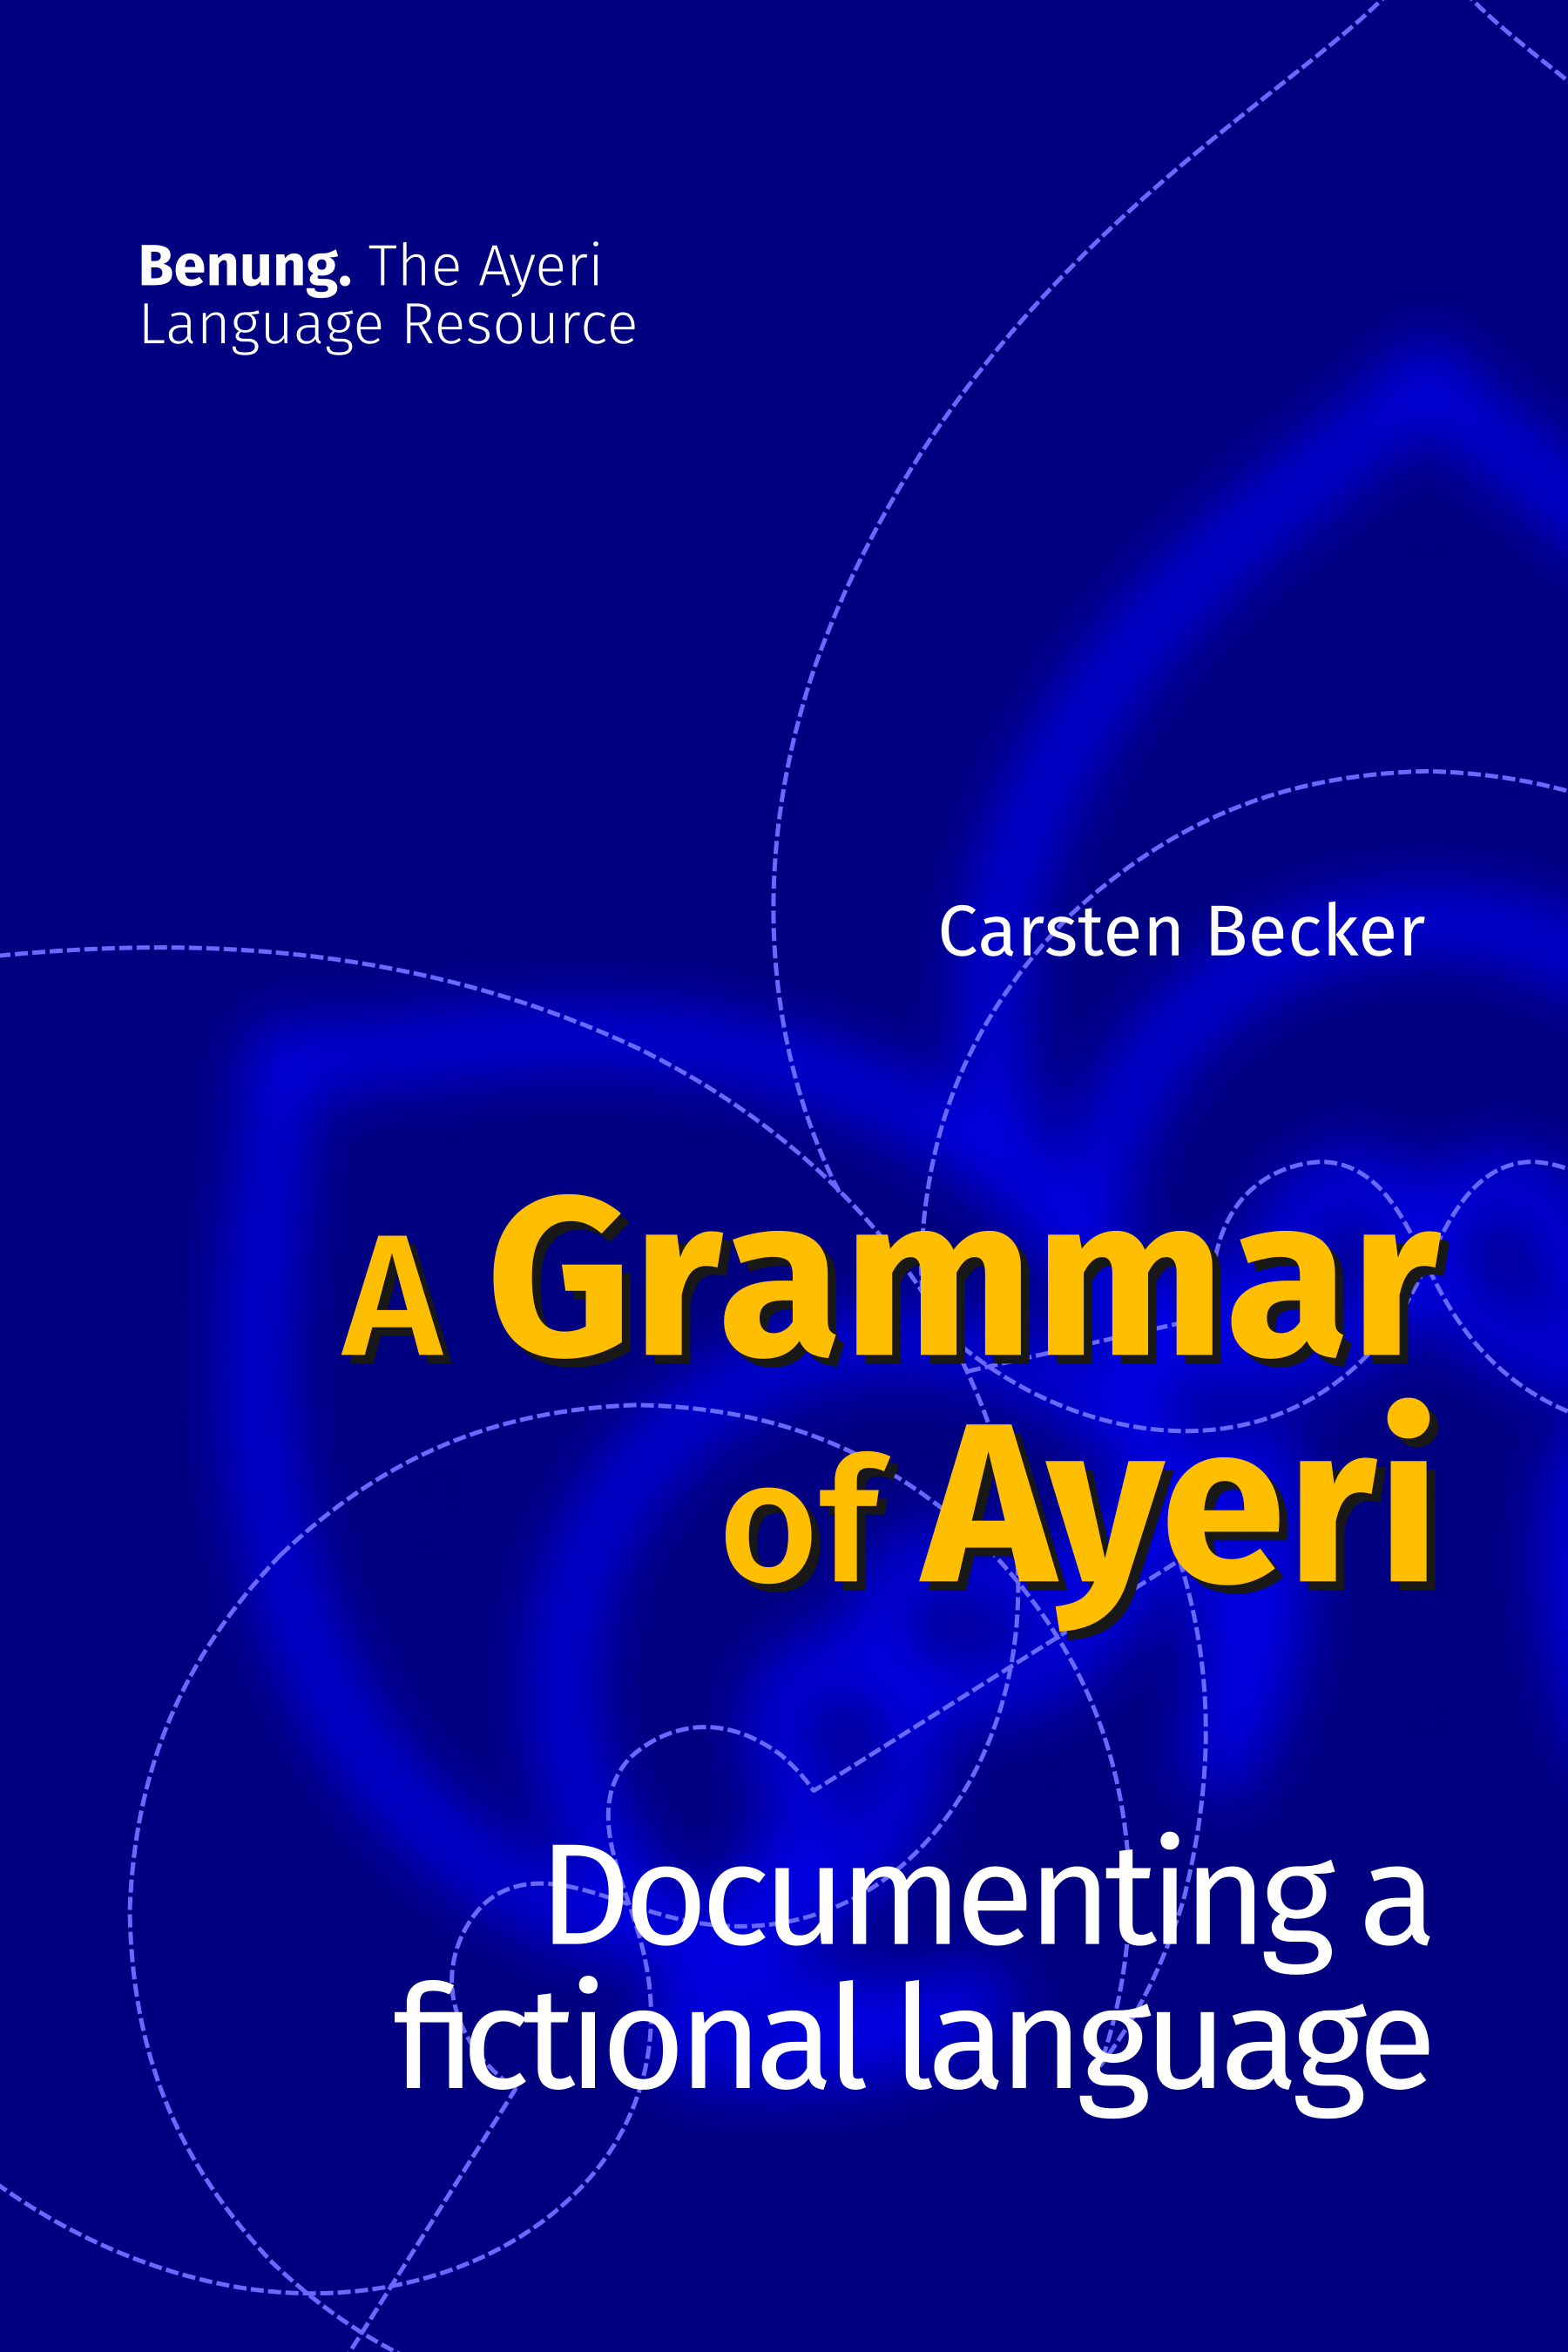 Benung. The Ayeri
Language Resource
Carsten Becker
A Grammar
of Ayeri
Documenting a
fictional language